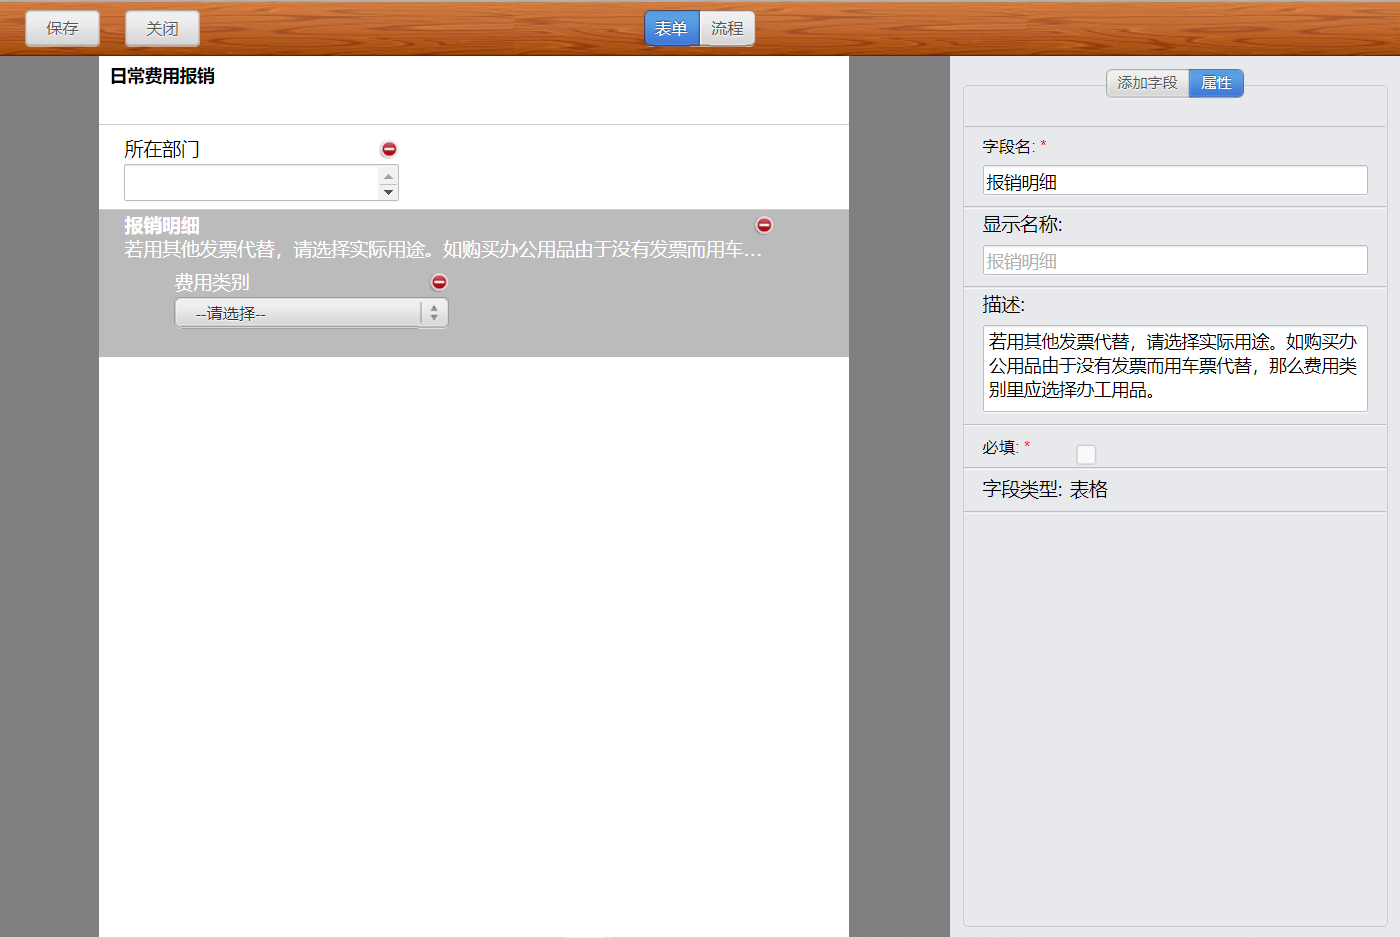 保存
关闭
表单
流程
日常费用报销
所在部门
报销明细
若用其他发票代替，请选择实际用途。如购买办公用品由于没有发票而用车...
费用类别
--请选择--
添加字段
属性
字段名: *
报销明细
显示名称:
报销明细
描述:
若用其他发票代替，请选择实际用途。如购买办
公用品由于没有发票而用车票代替，那么费用类
别里应选择办工用品。
必填: *
字段类型: 表格